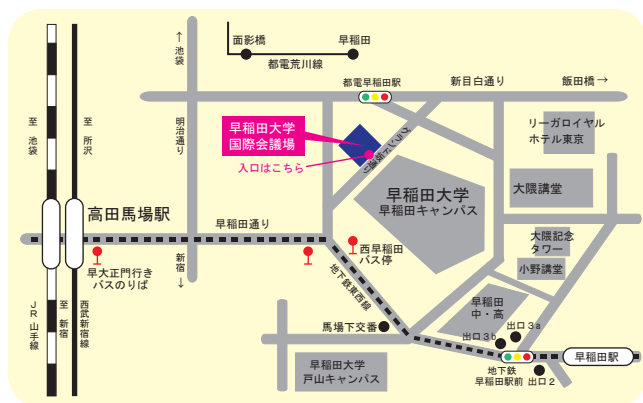 ↑池袋
面影橋
早稲田
都電荒川線
都電早稲田駅
新目白通り
飯田橋→
明治通り
早稲田大学
国際会議場
入口はこちら
グランド坂通り
リーガロイヤル
ホテル東京
大隈講堂
早稲田大学
早稲田キャンパス
至 池袋
至 所沢
高田馬場駅
早稲田通り
西早稲田
バス停
大隈記念
タワー
小野講堂
早大正門行き
バスのりば
新宿↓
地下鉄東西線
早稲田
中・高
馬場下交番
出口3a
出口3b
早稲田駅
地下鉄
早稲田駅前
出口2
早稲田大学
戸山キャンパス
JR山手線
至 新宿
西武新宿線